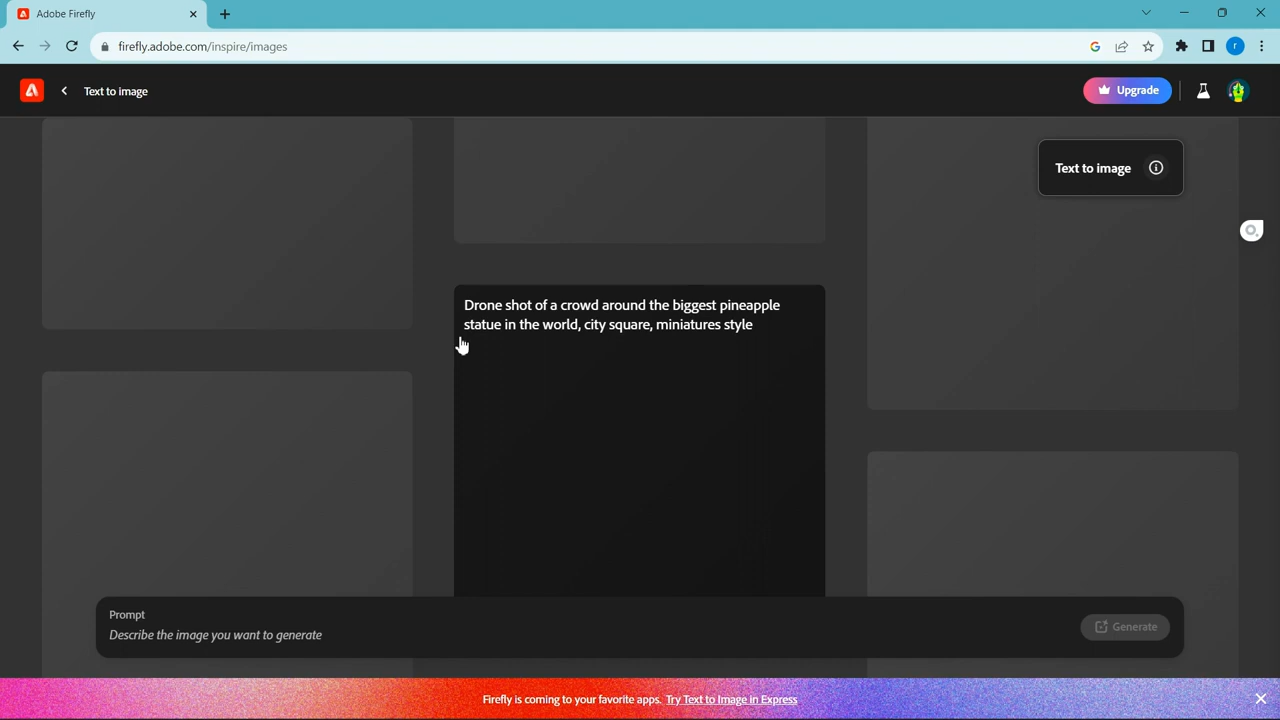 Adobe Firefly
firefly.adobe.com/inspire/images
r
Text to image
Upgrade
Text to image
Drone shot of a crowd around the biggest pineapple
statue in the world, city square, miniatures style
Prompt
Describe the image you want to generate
Generate
Firefly is coming to your favorite apps. Try Text to Image in Express